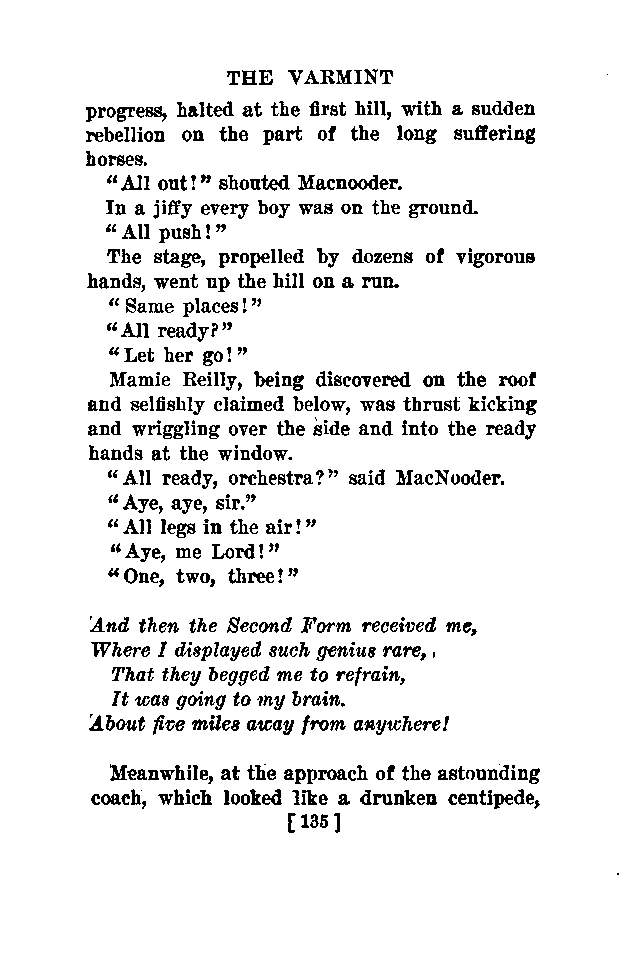 THE VARMINT
progress, halted at the first hill, with a sudden
rebellion on the part of the long suffering
horses.
"All out!" shouted Macnooder.
In a jiffy every boy was on the ground.
"All push!"
The stage, propelled by dozens of vigorous
hands, went up the hill on a run.
"Same places!"
"All ready?"
"Let her go!"
Mamie Reilly, being discovered on the roof
and selfishly claimed below, was thrust kicking
and wriggling over the side and into the ready
hands at the window.
"All ready, orchestra?" said MacNooder.
"Aye, aye, sir."
"All legs in the air!"
"Aye, me Lord!"
"One, two, three!"
And then the Second Form received me,
Where I displayed such genius rare,
That they begged me to refrain,
It was going to my brain.
About five miles away from anywhere!
Meanwhile, at the approach of the astounding
coach, which looked like a drunken centipede,
[135]